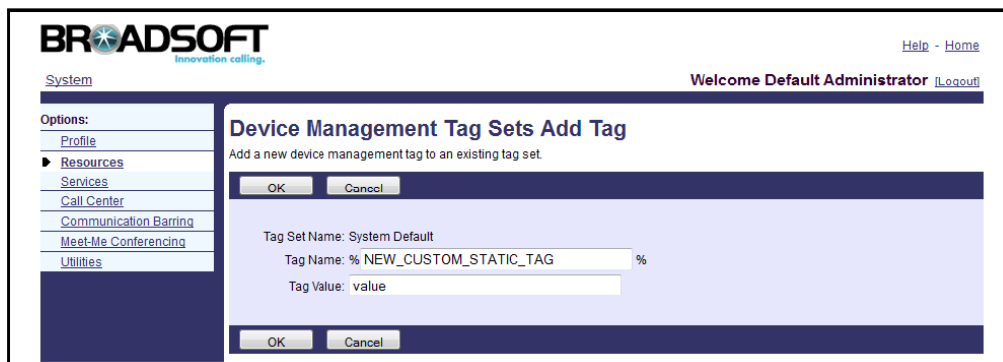 BROADSOFT
Innovation calling.
Help - Home
System
Welcome Default Administrator [Logout]
Options:
Profile
Resources
Services
Call Center
Communication Barring
Meet-Me Conferencing
Utilities
Device Management Tag Sets Add Tag
Add a new device management tag to an existing tag set.
OK Cancel
Tag Set Name: System Default
Tag Name: % NEW_CUSTOM_STATIC_TAG %
Tag Value: value
OK Cancel